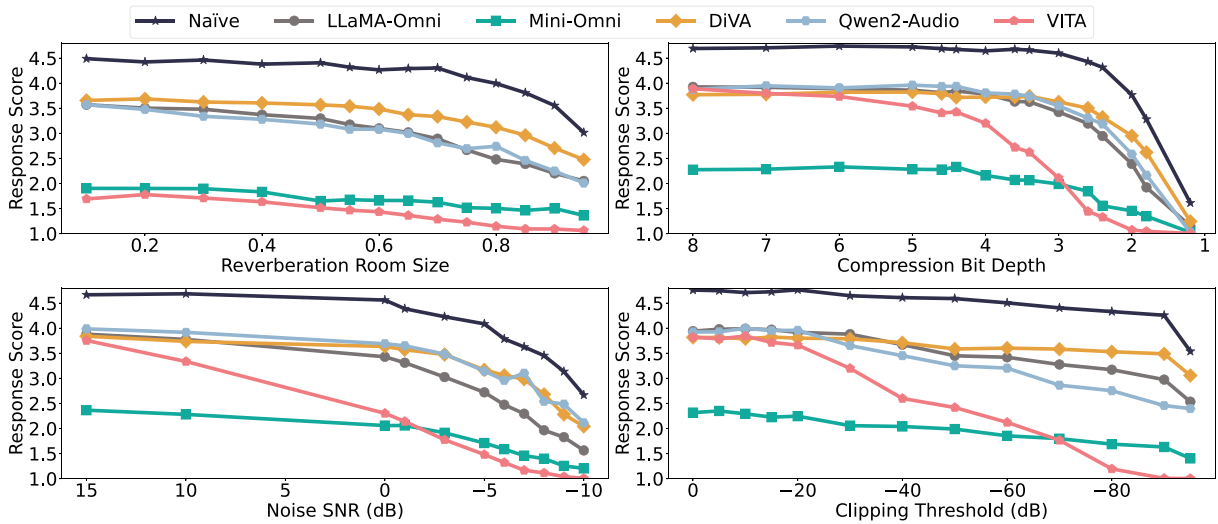 Naïve LLaMA-Omni Mini-Omni DiVA Qwen2-Audio VITA
4.5
4.0
3.5
3.0
2.5
2.0
1.5
1.0
Response Score
0.2 0.4 0.6 0.8
Reverberation Room Size
4.5
4.0
3.5
3.0
2.5
2.0
1.5
1.0
Response Score
8 7 6 5 4 3 2 1
Compression Bit Depth
4.5
4.0
3.5
3.0
2.5
2.0
1.5
1.0
Response Score
15 10 5 0 −5 −10
Noise SNR (dB)
4.5
4.0
3.5
3.0
2.5
2.0
1.5
1.0
Response Score
0 −20 −40 −60 −80
Clipping Threshold (dB)